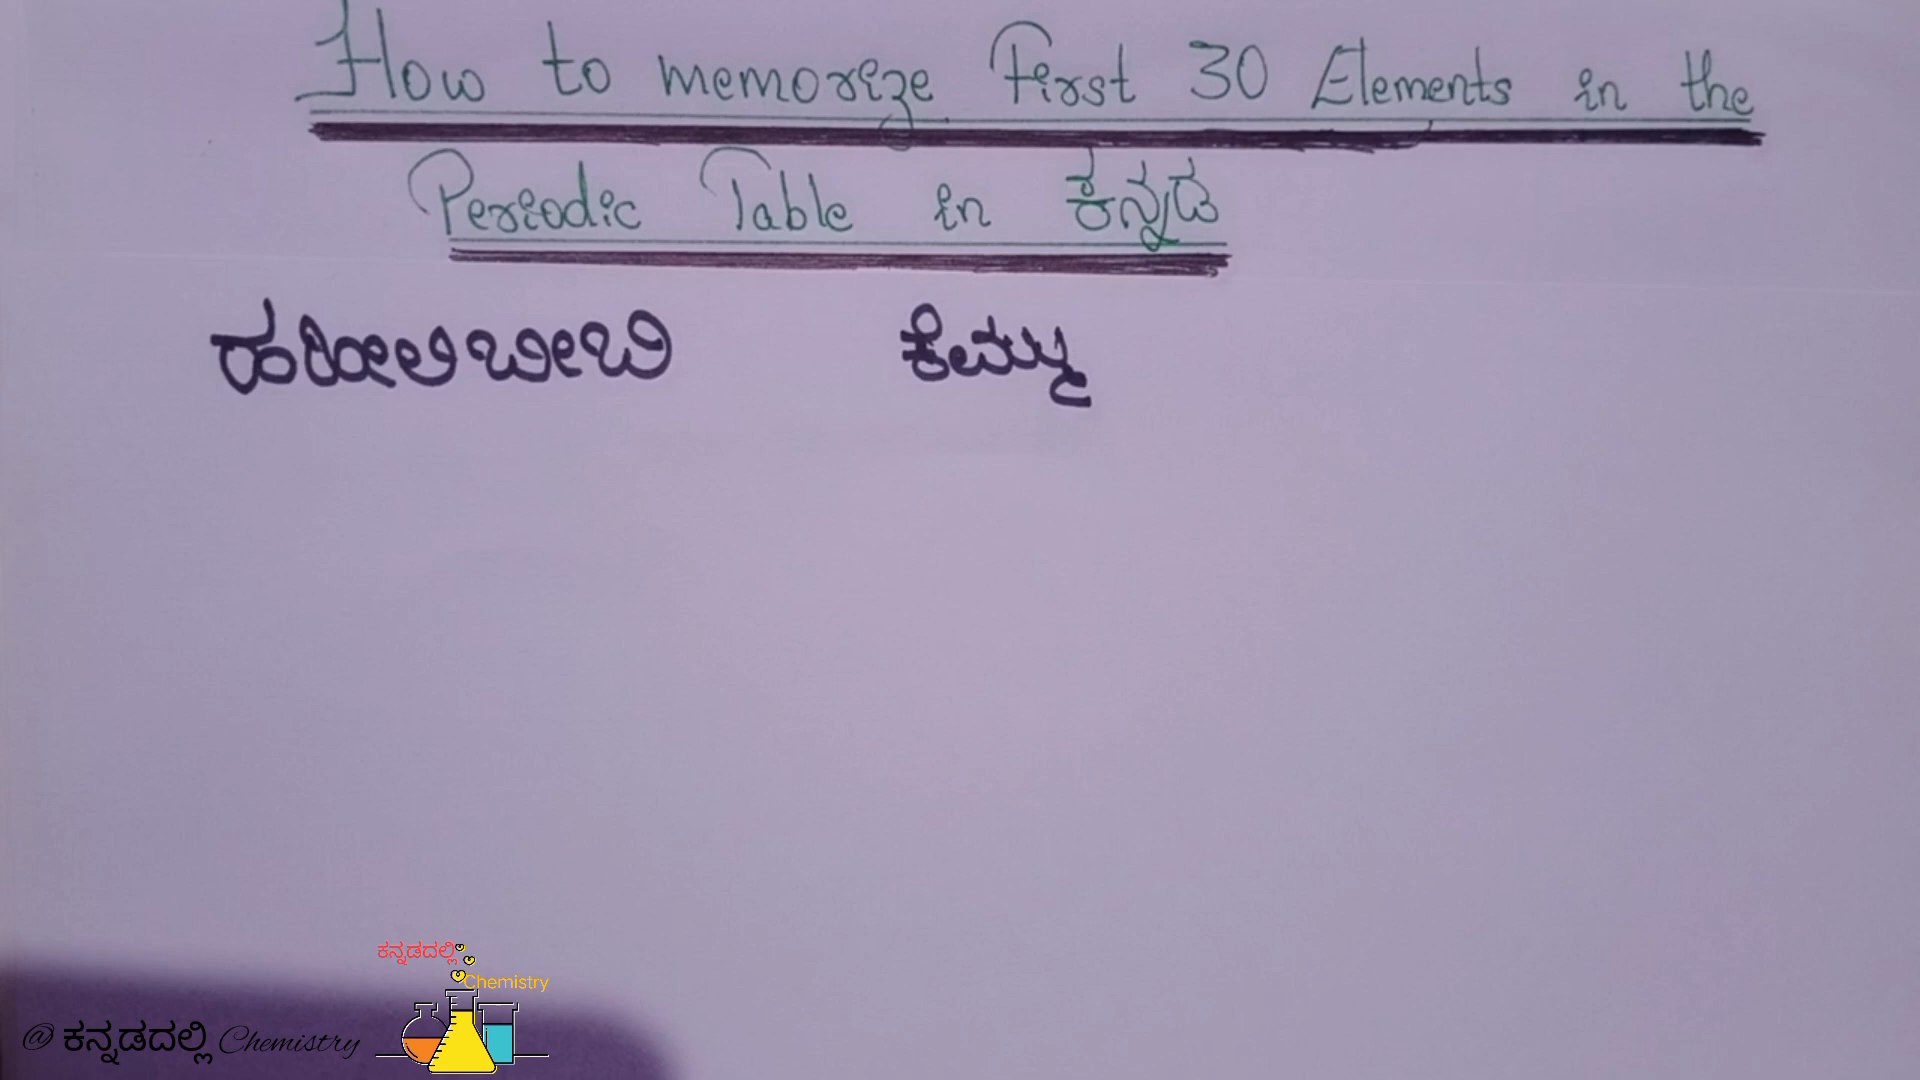 How to memorize First 30 Elements in the
Periodic Table in ಕನ್ನಡ
ಹಹೀಲಿಬೀಬಿ ಕೆಮ್ಮು
ಕನ್ನಡದಲ್ಲಿ
Chemistry
@ ಕನ್ನಡದಲ್ಲಿ Chemistry